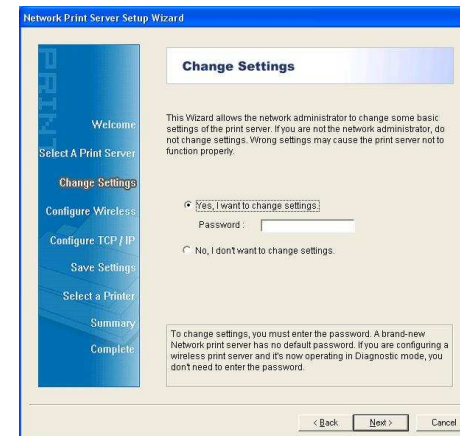 Network Print Server Setup Wizard
PRINT
Change Settings
Welcome
Select A Print Server
Change Settings
Configure Wireless
Configure TCP / IP
Save Settings
Select a Printer
Summary
Complete
This Wizard allows the network administrator to change some basic
settings of the print server. If you are not the network administrator, do
not change settings. Wrong settings may cause the print server not to
function properly.
Yes, I want to change settings.
Password :
No, I don't want to change settings.
To change settings, you must enter the password. A brand-new
Network print server has no default password. If you are configuring a
wireless print server and it's now operating in Diagnostic mode, you
don't need to enter the password.
< Back
Next >
Cancel